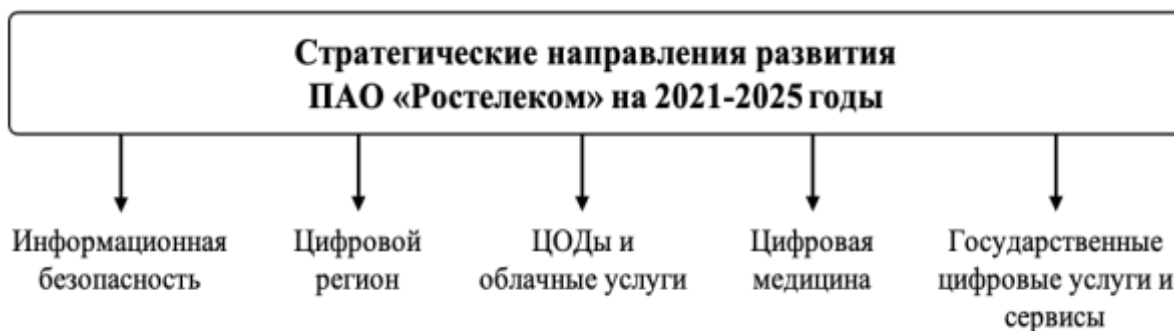 Стратегические направления развития
ПАО «Ростелеком» на 2021-2025 годы
Информационная
безопасность
Цифровой
регион
ЦОДы и
облачные услуги
Цифровая
медицина
Государственные
цифровые услуги и
сервисы